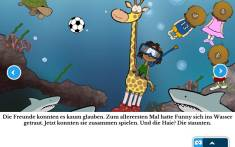 Die Freunde konnten es kaum glauben. Zum allerersten Mal hatte Funny sich ins Wasser
getraut. Jetzt konnten sie zusammen spielen. Und die Haie? Die staunten.